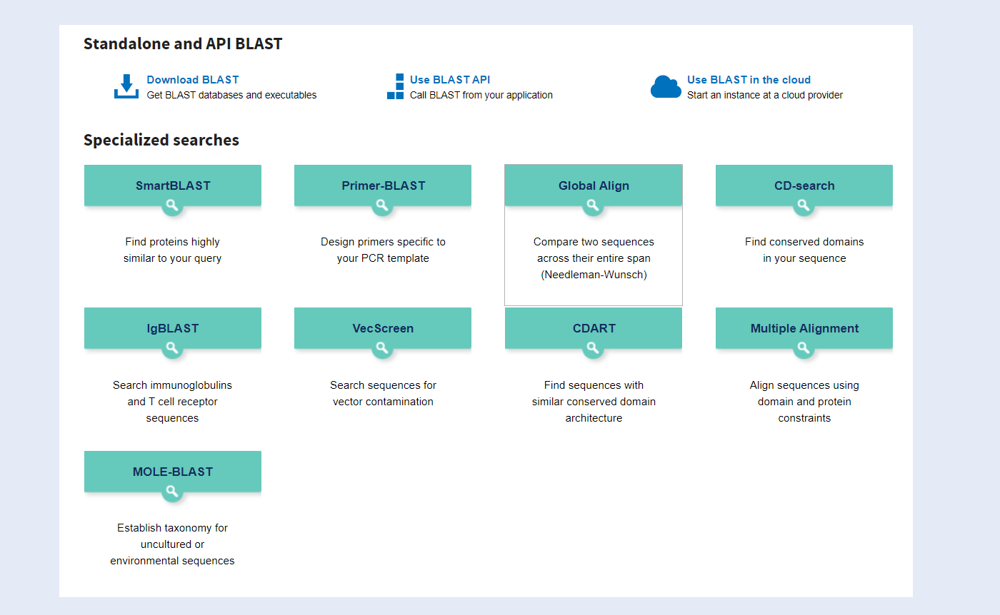 Standalone and API BLAST
Download BLAST
Get BLAST databases and executables
Use BLAST API
Call BLAST from your application
Use BLAST in the cloud
Start an instance at a cloud provider
Specialized searches
SmartBLAST
Find proteins highly
similar to your query
Primer-BLAST
Design primers specific to
your PCR template
Global Align
Compare two sequences
across their entire span
(Needleman-Wunsch)
CD-search
Find conserved domains
in your sequence
IgBLAST
Search immunoglobulins
and T cell receptor
sequences
VecScreen
Search sequences for
vector contamination
CDART
Find sequences with
similar conserved domain
architecture
Multiple Alignment
Align sequences using
domain and protein
constraints
MOLE-BLAST
Establish taxonomy for
uncultured or
environmental sequences